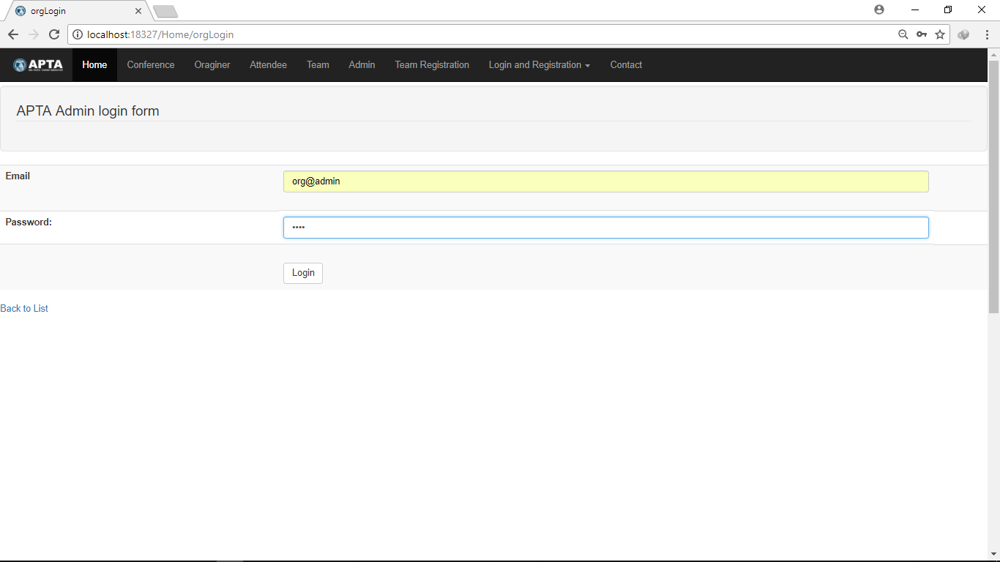 orgLogin
localhost:18327/Home/orgLogin
APTA Home Conference Oraginer Attendee Team Admin Team Registration Login and Registration Contact
APTA Admin login form
Email org@admin
Password: ••••
Login
Back to List